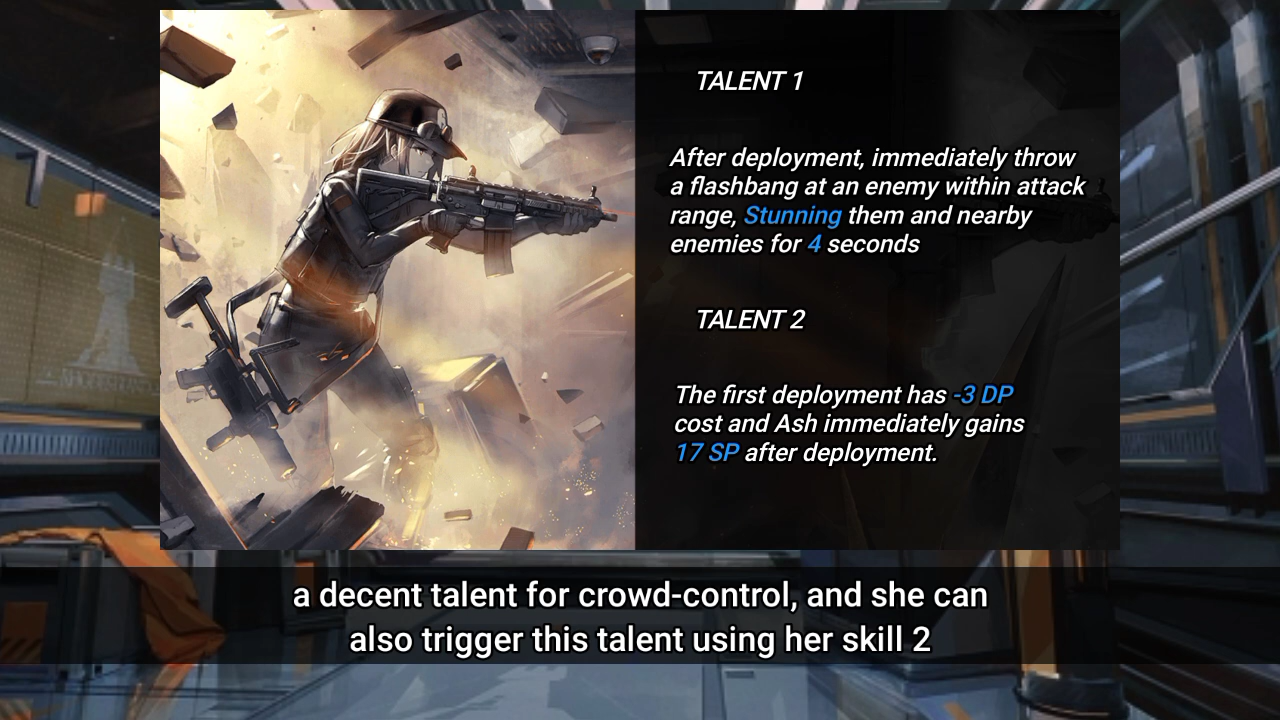 TALENT 1
After deployment, immediately throw
a flashbang at an enemy within attack
range, Stunning them and nearby
enemies for 4 seconds
TALENT 2
The first deployment has -3 DP
cost and Ash immediately gains
17 SP after deployment.
a decent talent for crowd-control, and she can
also trigger this talent using her skill 2